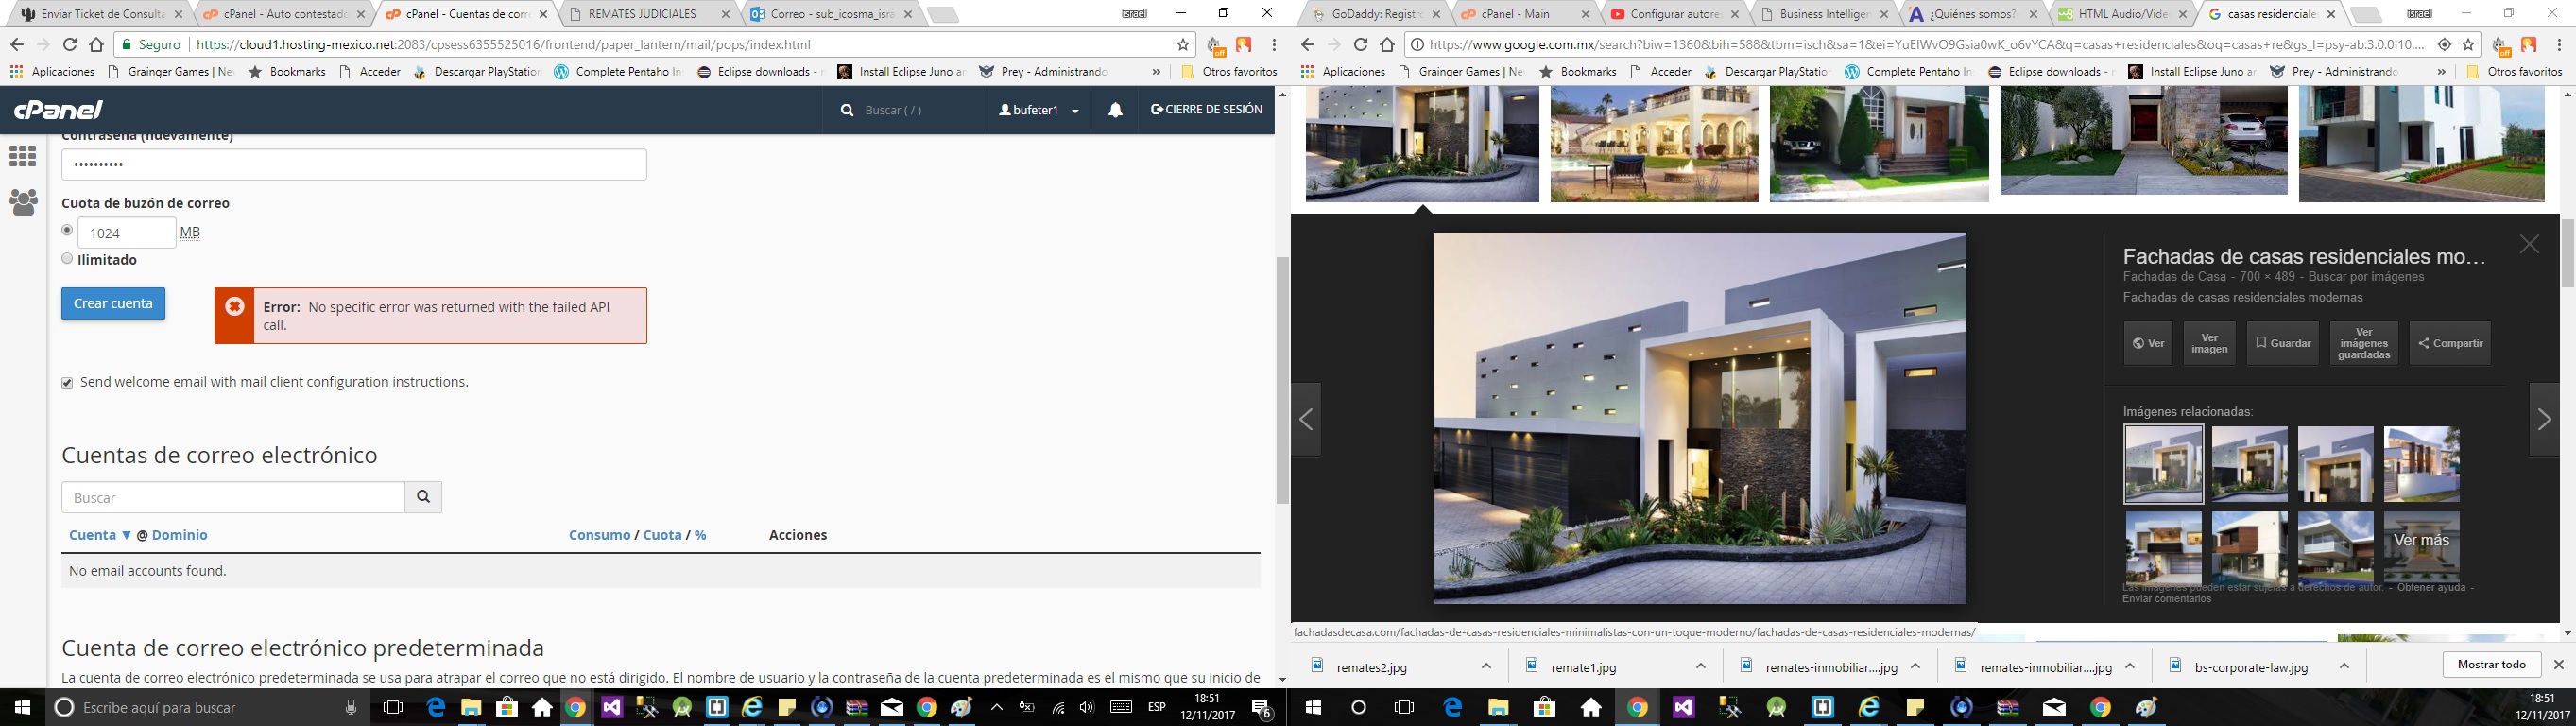 Enviar Ticket de Consulta
cPanel - Auto contestado
cPanel - Cuentas de corr
REMATES JUDICIALES
Correo - sub_icosma_isra
Israel
Seguro
https://cloud1.hosting-mexico.net:2083/cpsess6355525016/frontend/paper_lantern/mail/pops/index.html
off
Aplicaciones
Grainger Games | Ne
Bookmarks
Acceder
Descargar PlayStation
Complete Pentaho In
Eclipse downloads -
Install Eclipse Juno an
Prey - Administrando
»
Otros favoritos
cPanel
Buscar ( / )
bufeter1
CIERRE DE SESIÓN
Contraseña (nuevamente)
••••••••••
Cuota de buzón de correo
1024
MB
Ilimitado
Crear cuenta
Error: No specific error was returned with the failed API
call.
Send welcome email with mail client configuration instructions.
Cuentas de correo electrónico
Buscar
Cuenta ▼ @ Dominio
Consumo / Cuota / %
Acciones
No email accounts found.
Cuenta de correo electrónico predeterminada
La cuenta de correo electrónico predeterminada se usa para atrapar el correo que no está dirigido. El nombre de usuario y la contraseña de la cuenta predeterminada es el mismo que su inicio de
Escribe aquí para buscar
ESP
18:51
12/11/2017
6
GoDaddy: Registro
cPanel - Main
Configurar autores
Business Intelligen
¿Quiénes somos?
HTML Audio/Vide
casas residenciale
Israel
https://www.google.com.mx/search?biw=1360&bih=588&tbm=isch&sa=1&ei=YuEIWvO9Gsia0wK_o6vYCA&q=casas+residenciales&oq=casas+re&gs_l=psy-ab.3.0.0l10....
off
Aplicaciones
Grainger Games | Ne
Bookmarks
Acceder
Descargar PlayStation
Complete Pentaho In
Eclipse downloads -
Install Eclipse Juno an
Prey - Administrando
»
Otros favoritos
Fachadas de casas residenciales mo...
Fachadas de Casa - 700 × 489 - Buscar por imágenes
Fachadas de casas residenciales modernas
Ver
Ver
imagen
Guardar
Ver
imágenes
guardadas
Compartir
Imágenes relacionadas:
Ver más
Las imágenes pueden estar sujetas a derechos de autor. - Obtener ayuda -
Enviar comentarios
fachadasdecasa.com/fachadas-de-casas-residenciales-minimalistas-con-un-toque-moderno/fachadas-de-casas-residenciales-modernas/
remates2.jpg
remate1.jpg
remates-inmobiliar....jpg
remates-inmobiliar....jpg
bs-corporate-law.jpg
Mostrar todo
18:51
12/11/2017